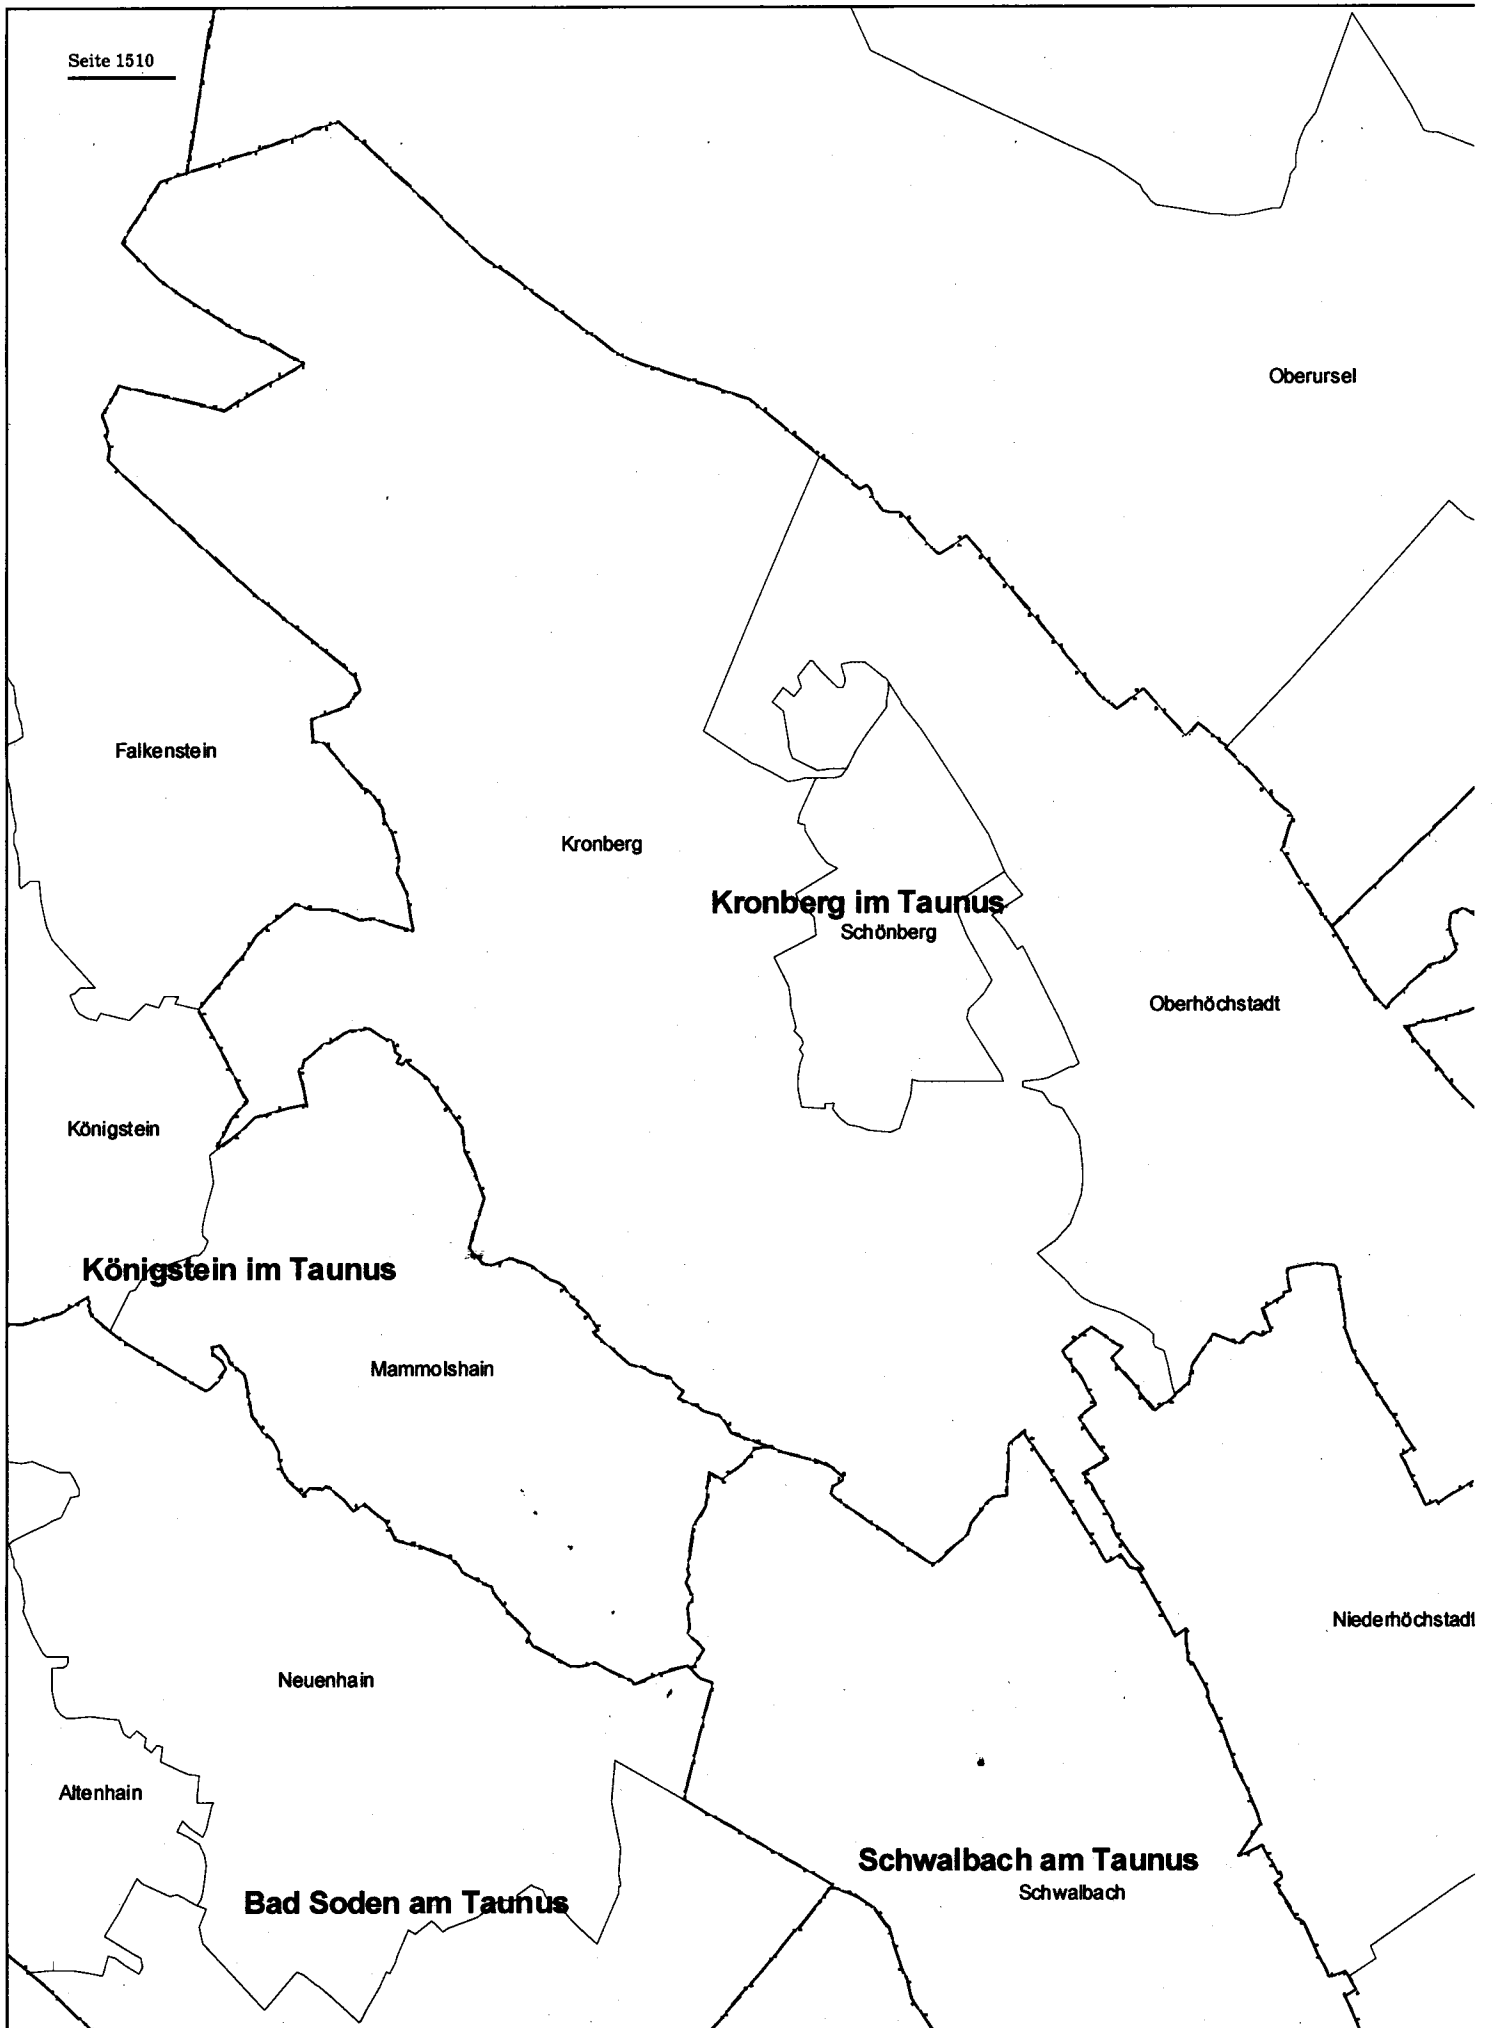 Seite 1510
Oberursel
Falkenstein
Kronberg
Kronberg im Taunus
Schönberg
Oberhöchstadt
Königstein
Königstein im Taunus
Mammolshain
Niederhöchstadt
Neuenhain
Altenhain
Schwalbach am Taunus
Schwalbach
Bad Soden am Taunus